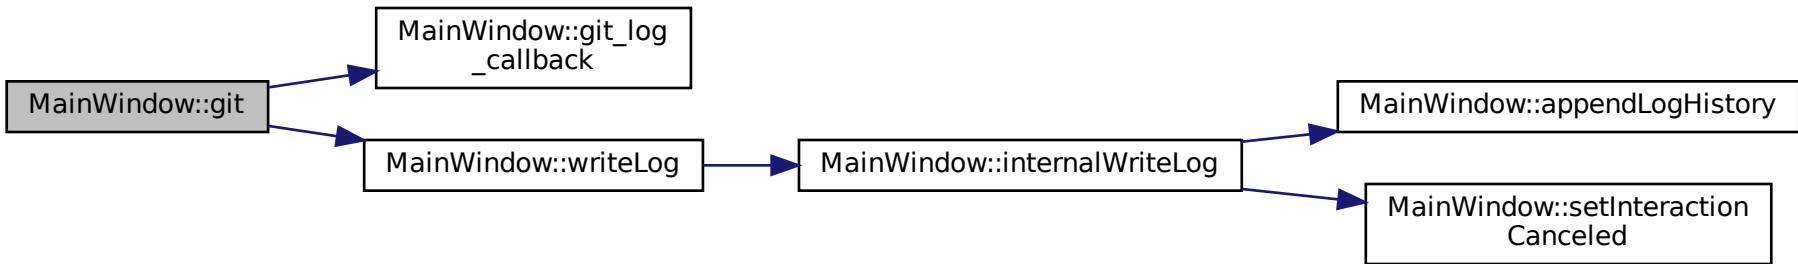 MainWindow::git
MainWindow::git_log
_callback
MainWindow::writeLog
MainWindow::internalWriteLog
MainWindow::appendLogHistory
MainWindow::setInteraction
Canceled